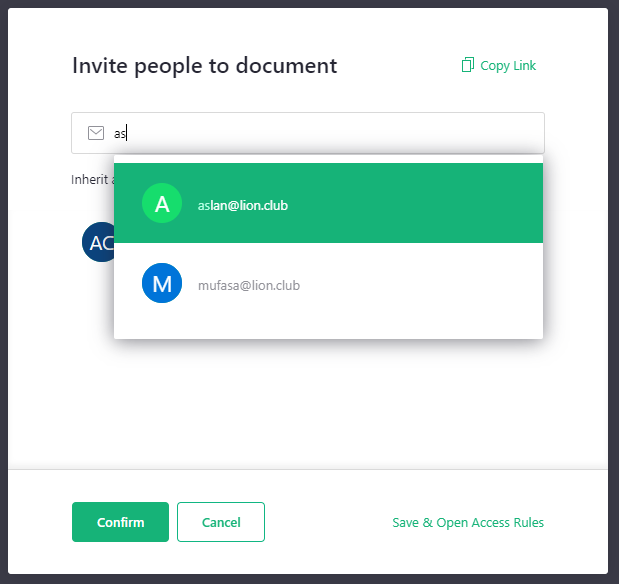 Invite people to document
Copy Link
as
Inherit
A
aslan@lion.club
AC
M
mufasa@lion.club
Confirm
Cancel
Save & Open Access Rules